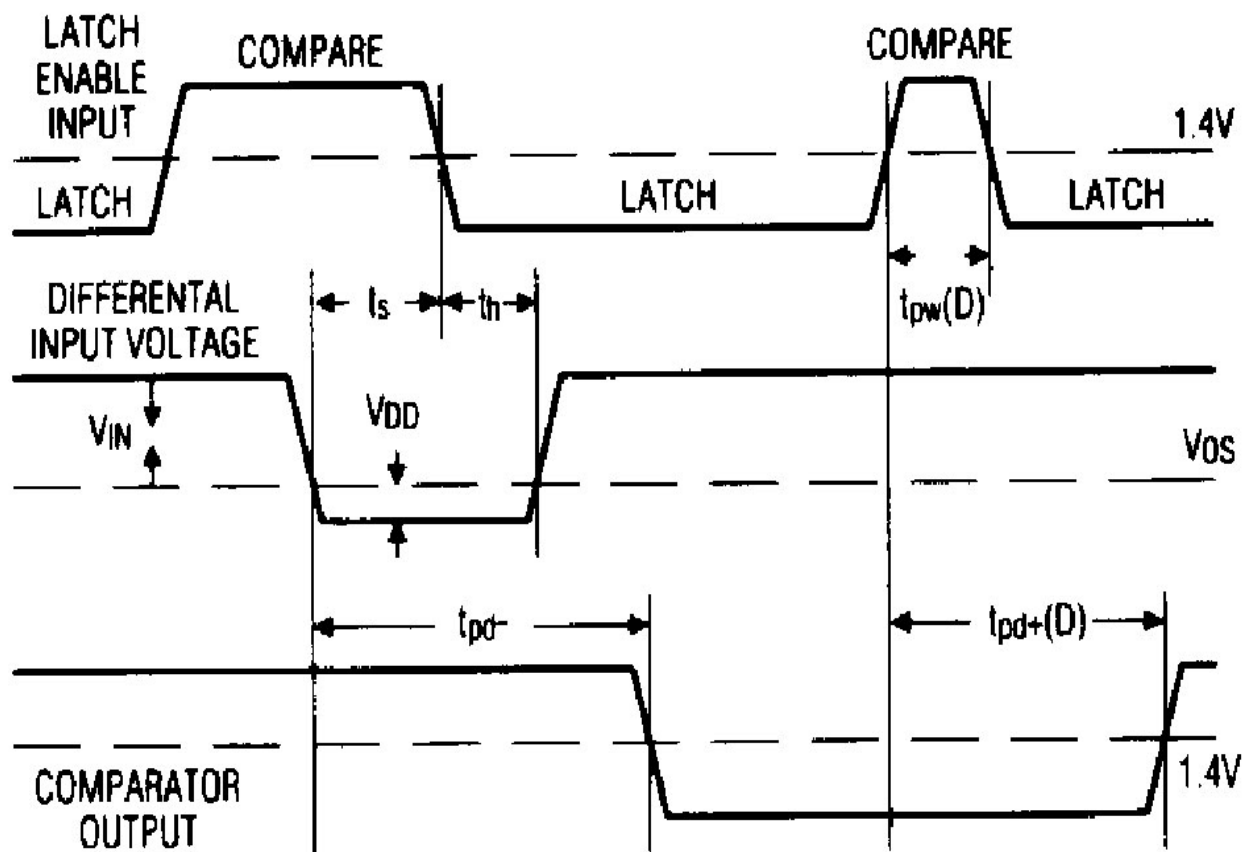 LATCH
ENABLE
INPUT
COMPARE
COMPARE
1.4V
LATCH
LATCH
LATCH
DIFFERENTAL
INPUT VOLTAGE
ts
th
tpw(D)
VIN
VDD
VOS
tpd-
tpd+(D)
1.4V
COMPARATOR
OUTPUT